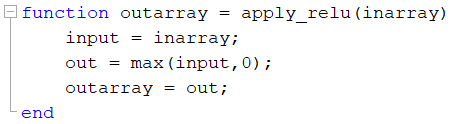 function outarray = apply_relu(inarray)
    input = inarray;
    out = max(input,0);
    outarray = out;
end